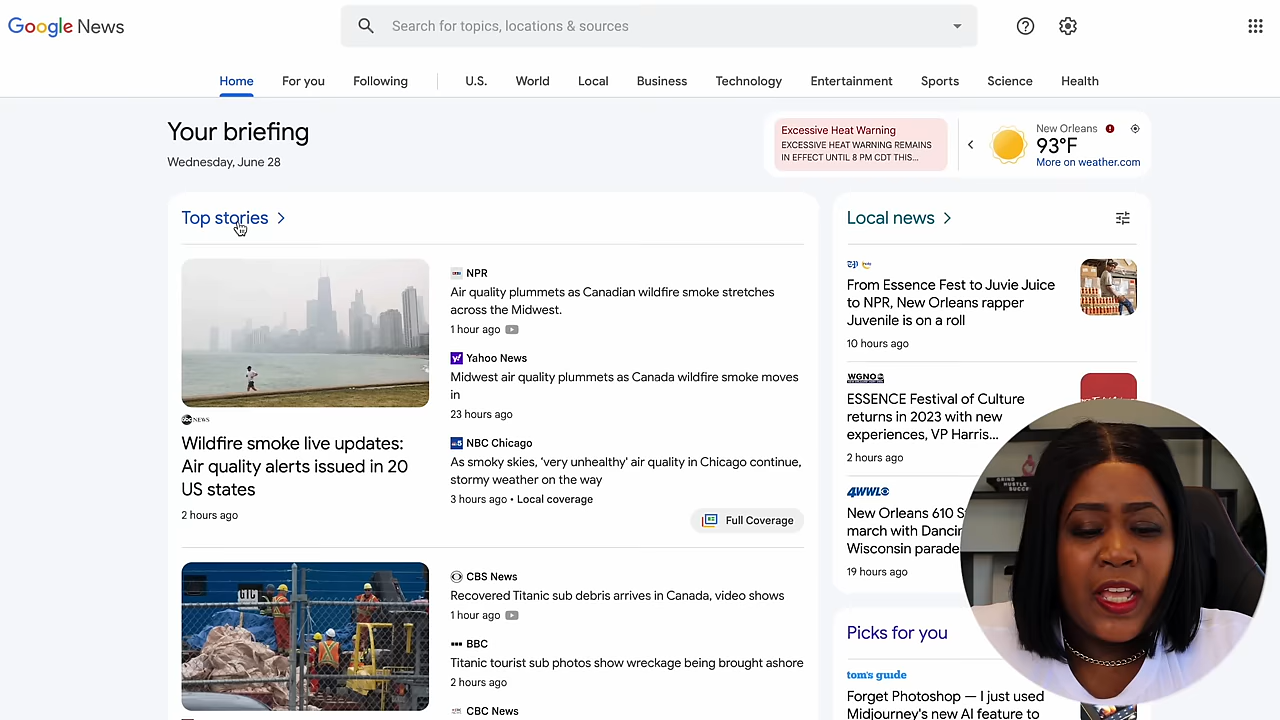 Google News
Search for topics, locations & sources
Home
For you
Following
U.S.
World
Local
Business
Technology
Entertainment
Sports
Science
Health
Your briefing
Wednesday, June 28
Excessive Heat Warning
EXCESSIVE HEAT WARNING REMAINS
IN EFFECT UNTIL 8 PM CDT THIS...
New Orleans
93°F
More on weather.com
Top stories
abc NEWS
Wildfire smoke live updates:
Air quality alerts issued in 20
US states
2 hours ago
NPR
Air quality plummets as Canadian wildfire smoke stretches
across the Midwest.
1 hour ago
Yahoo News
Midwest air quality plummets as Canada wildfire smoke moves
in
23 hours ago
NBC Chicago
As smoky skies, 'very unhealthy' air quality in Chicago continue,
stormy weather on the way
3 hours ago • Local coverage
Full Coverage
CBS News
Recovered Titanic sub debris arrives in Canada, video shows
1 hour ago
BBC
Titanic tourist sub photos show wreckage being brought ashore
2 hours ago
CBC News
Local news
From Essence Fest to Juvie Juice
to NPR, New Orleans rapper
Juvenile is on a roll
10 hours ago
WGNO
ESSENCE Festival of Culture
returns in 2023 with new
experiences, VP Harris...
2 hours ago
4WWL
New Orleans 610 S
march with Dancin
Wisconsin parade
19 hours ago
Picks for you
tom's guide
Forget Photoshop — I just used
Midjourney's new AI feature to
GRIND
HUSTLE